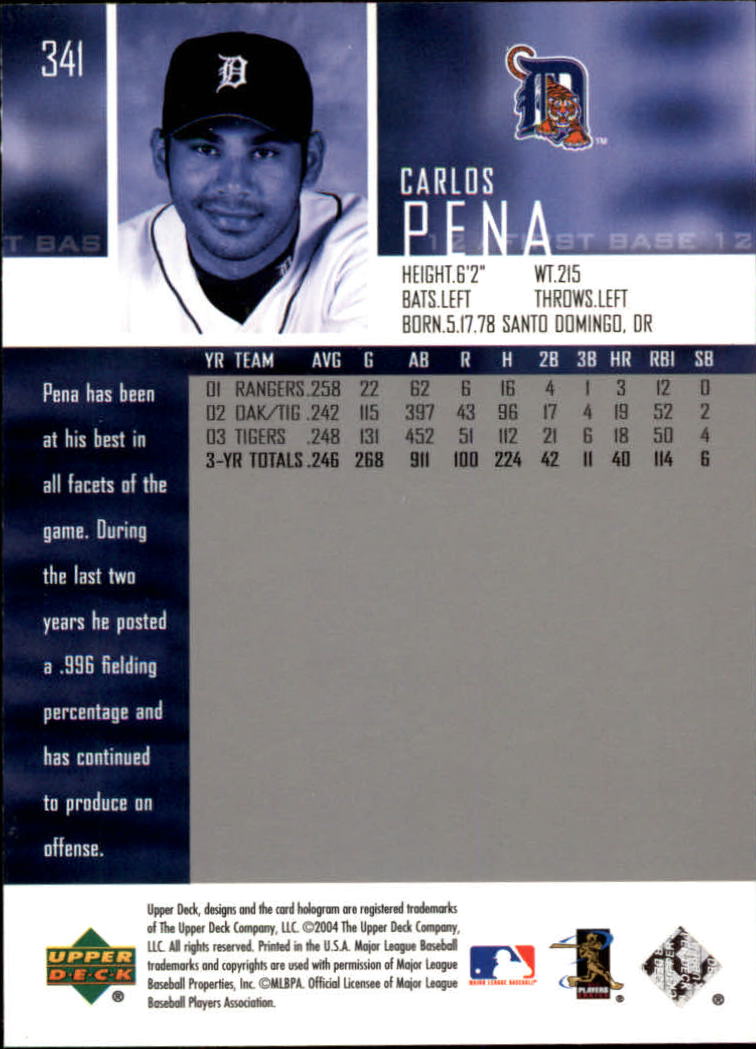 341
CARLOS
PENA
T BAS
12 / FIRST BASE 12
HEIGHT.6'2" WT.215
BATS.LEFT THROWS.LEFT
BORN.5.17.78 SANTO DOMINGO, DR
YR TEAM AVG G AB R H 2B 3B HR RBI SB
01 RANGERS .258 22 62 6 16 4 1 3 12 0
02 OAK/TIG .242 115 397 43 96 17 4 19 52 2
03 TIGERS .248 131 452 51 112 21 6 18 50 4
3-YR TOTALS .246 268 911 100 224 42 11 40 114 6
Pena has been
at his best in
all facets of the
game. During
the last two
years he posted
a .996 fielding
percentage and
has continued
to produce on
offense.
Upper Deck, designs and the card hologram are registered trademarks
of The Upper Deck Company, LLC. ©2004 The Upper Deck Company,
LLC. All rights reserved. Printed in the U.S.A. Major League Baseball
trademarks and copyrights are used with permission of Major League
Baseball Properties, Inc. ©MLBPA. Official Licensee of Major League
Baseball Players Association.
UPPER
DECK
MAJOR LEAGUE BASEBALL
PLAYERS
CHOICE